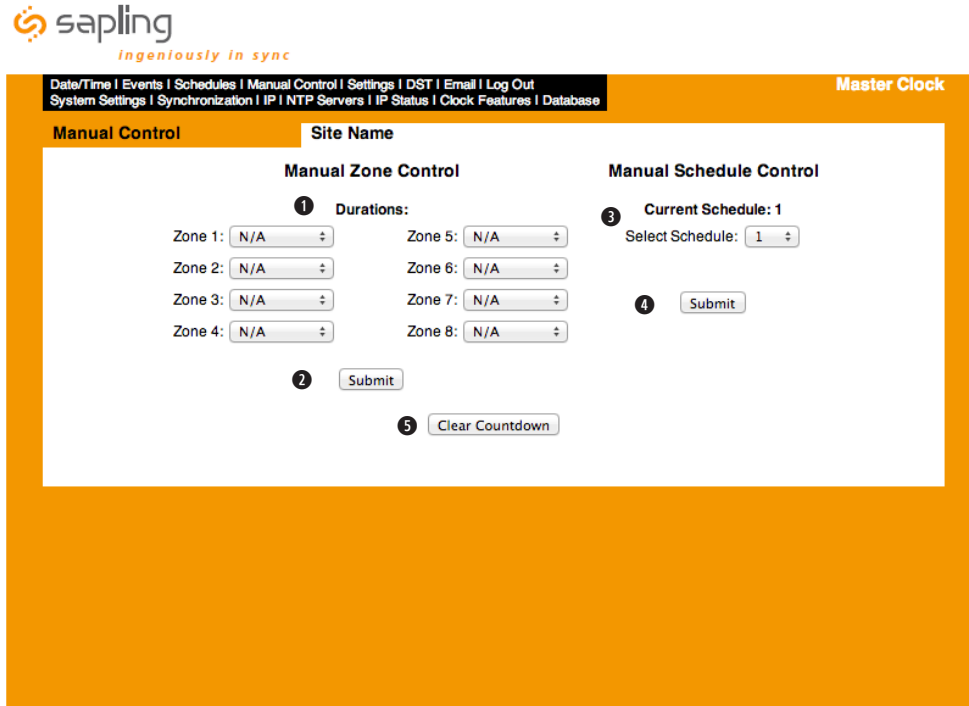 sapling
ingeniously in sync
Date/Time I Events I Schedules I Manual Control I Settings I DST I Email I Log Out
Master Clock
System Settings I Synchronization I IP I NTP Servers I IP Status I Clock Features I Database
Manual Control Site Name
Manual Zone Control Manual Schedule Control
1 Durations: 3 Current Schedule: 1
Zone 1: N/A Zone 5: N/A Select Schedule: 1
Zone 2: N/A Zone 6: N/A
Zone 3: N/A Zone 7: N/A 4 Submit
Zone 4: N/A Zone 8: N/A
2 Submit
5 Clear Countdown